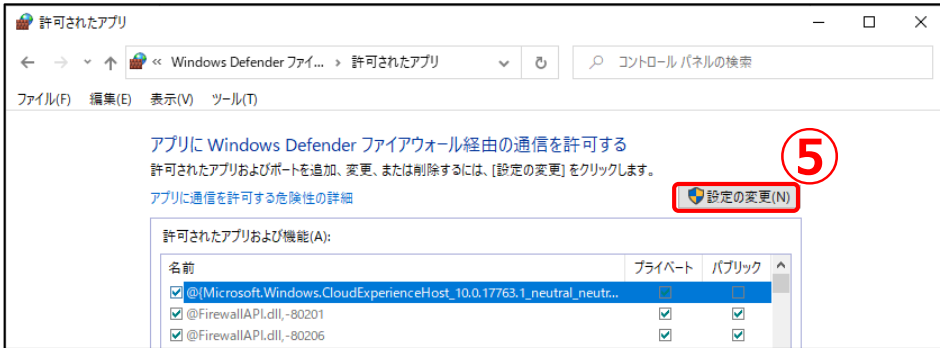 許可されたアプリ
« Windows Defender ファイ... › 許可されたアプリ
コントロール パネルの検索
ファイル(F) 編集(E) 表示(V) ツール(T)
アプリに Windows Defender ファイアウォール経由の通信を許可する
許可されたアプリおよびポートを追加、変更、または削除するには、[設定の変更] をクリックします。
⑤
アプリに通信を許可する危険性の詳細
設定の変更(N)
許可されたアプリおよび機能(A):
名前 プライベート パブリック
@{Microsoft.Windows.CloudExperienceHost_10.0.17763.1_neutral_neutr...
@FirewallAPI.dll,-80201
@FirewallAPI.dll,-80206